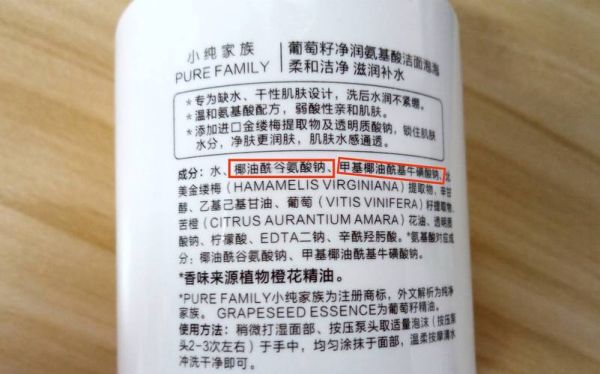 小纯家族
PURE FAMILY
葡萄籽净润氨基酸洁面泡泡
柔和洁净 滋润补水
*专为缺水、干性肌肤设计，洗后水润不紧绷。
*温和氨基酸配方，弱酸性亲和肌肤。
*添加进口金缕梅提取物及透明质酸钠，锁住肌肤
水分，净肤更润肤，肌肤水感通透。
成分：水、椰油酰谷氨酸钠、甲基椰油酰基牛磺酸钠、北
美金缕梅（HAMAMELIS VIRGINIANA）提取物、辛甘
醇、乙基己基甘油、葡萄（VITIS VINIFERA）籽提取物、
苦橙（CITRUS AURANTIUM AMARA）花油、透明质
酸钠、柠檬酸、EDTA二钠、辛酰羟肟酸。*氨基酸对应成
分：椰油酰谷氨酸钠、甲基椰油酰基牛磺酸钠。
*香味来源植物橙花精油。
*PURE FAMILY小纯家族为注册商标，外文解析为纯净
家族。 GRAPESEED ESSENCE为葡萄籽精油。
使用方法：稍微打湿面部、按压泵头取适量泡沫（按压泵
头2-3次左右）于手中，均匀涂抹于面部，温柔按摩清水
冲洗干净即可。